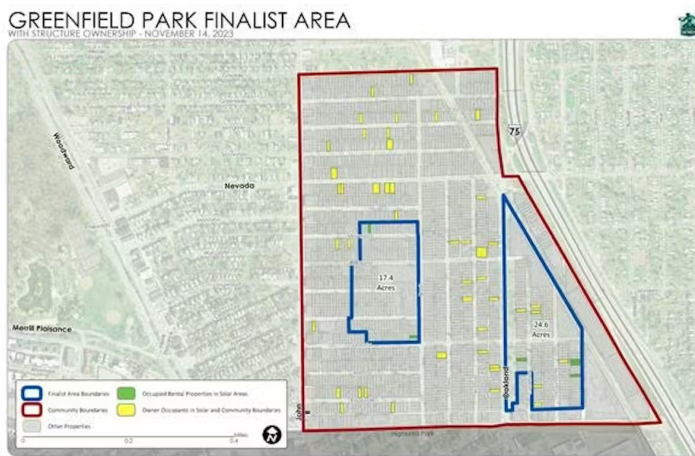 GREENFIELD PARK FINALIST AREA
WITH STRUCTURE OWNERSHIP - NOVEMBER 14, 2023
75
Woodward
Nevada
17.4
Acres
24.6
Acres
Merrill Plaisance
Oakland
John R
Highland Park
Finalist Area Boundaries
Occupied Rental Properties in Solar Areas
Community Boundaries
Owner Occupants in Solar and Community Boundaries
Other Properties
Miles
0 0.2 0.4
N